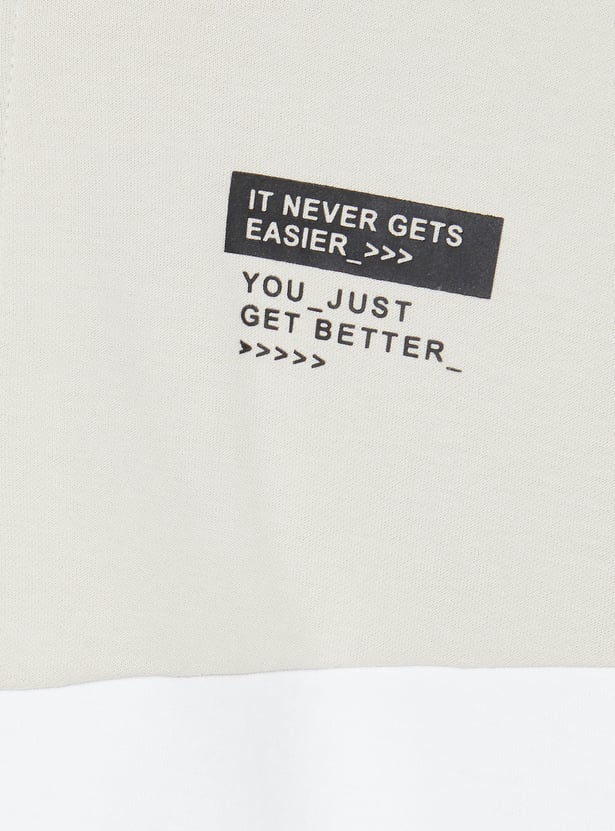 IT NEVER GETS
EASIER_>>>
YOU_JUST
GET BETTER_
>>>>>